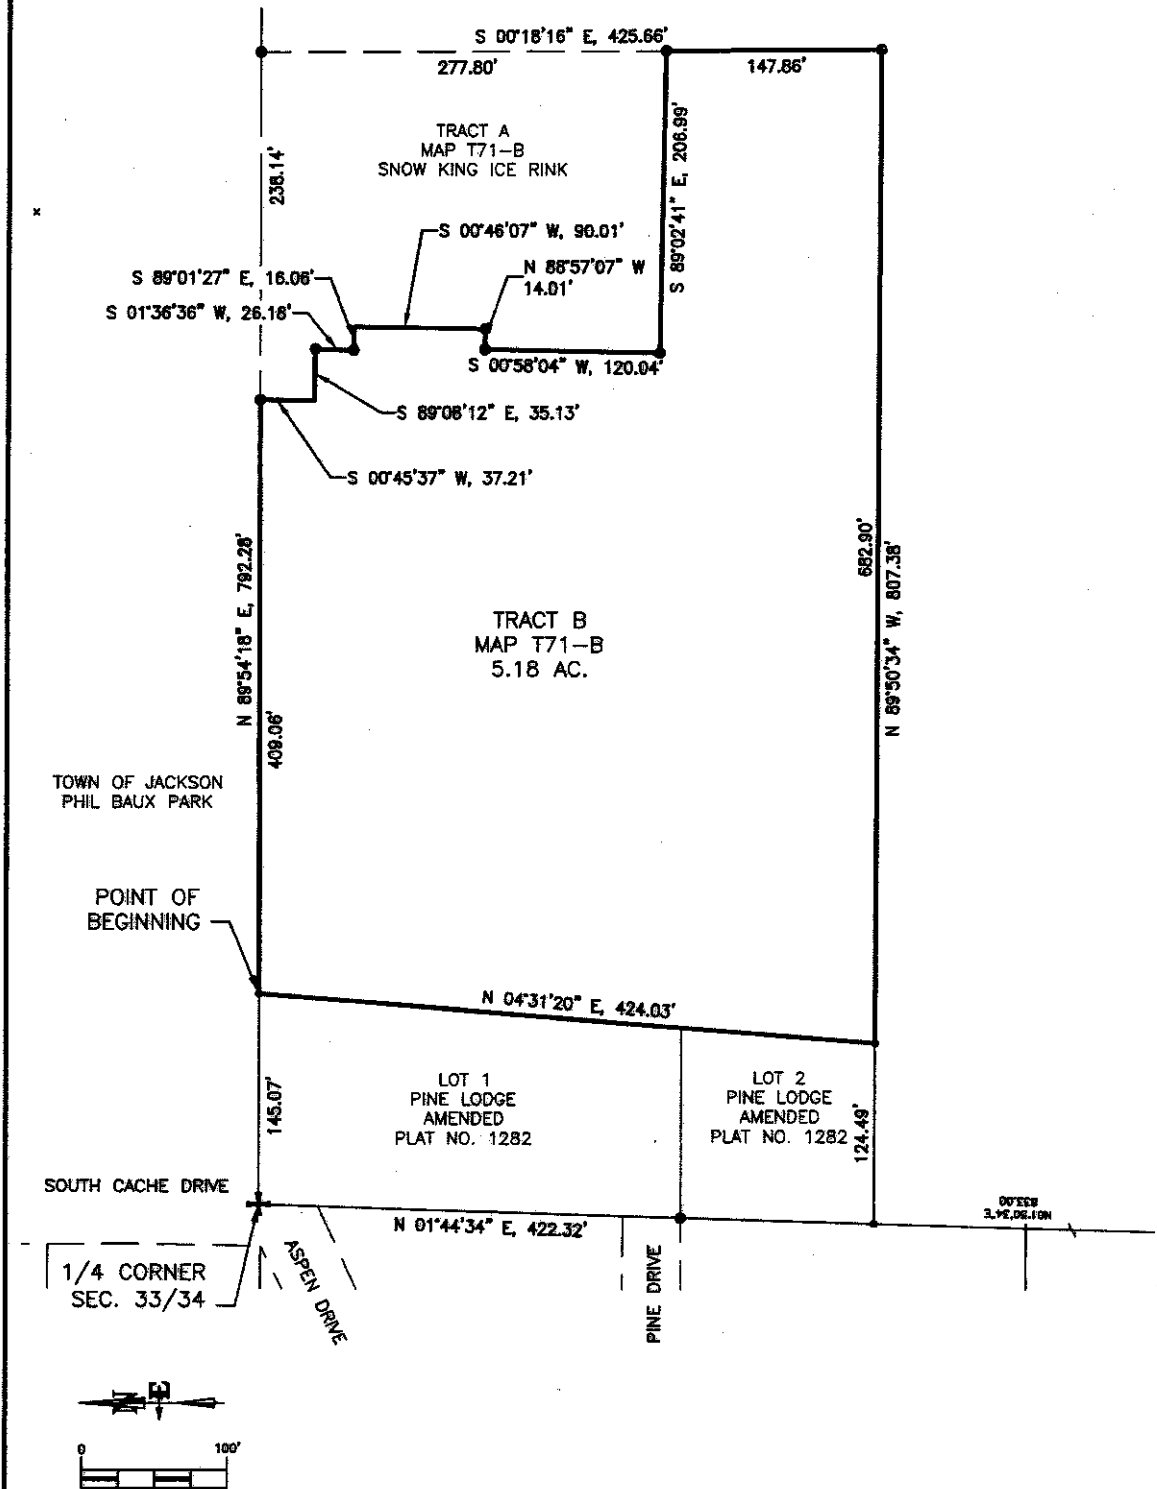 S 00°18'16" E, 425.66'
277.80'
147.86'
TRACT A
MAP T71-B
SNOW KING ICE RINK
238.14'
S 89°02'41" E, 206.99'
S 00°46'07" W, 90.01'
S 89°01'27" E, 16.06'
N 88°57'07" W
14.01'
S 01°36'36" W, 26.18'
S 00°58'04" W, 120.04'
S 89°08'12" E, 35.13'
S 00°45'37" W, 37.21'
N 89°54'18" E, 792.28'
409.06'
682.90'
N 89°50'34" W, 807.38'
TRACT B
MAP T71-B
5.18 AC.
TOWN OF JACKSON
PHIL BAUX PARK
POINT OF
BEGINNING
N 04°31'20" E, 424.03'
145.07'
LOT 1
PINE LODGE
AMENDED
PLAT NO. 1282
LOT 2
PINE LODGE
AMENDED
PLAT NO. 1282
124.49'
SOUTH CACHE DRIVE
N 01°44'34" E, 422.32'
833.00
1/4 CORNER
SEC. 33/34
ASPEN DRIVE
PINE DRIVE
N
E
0 100'